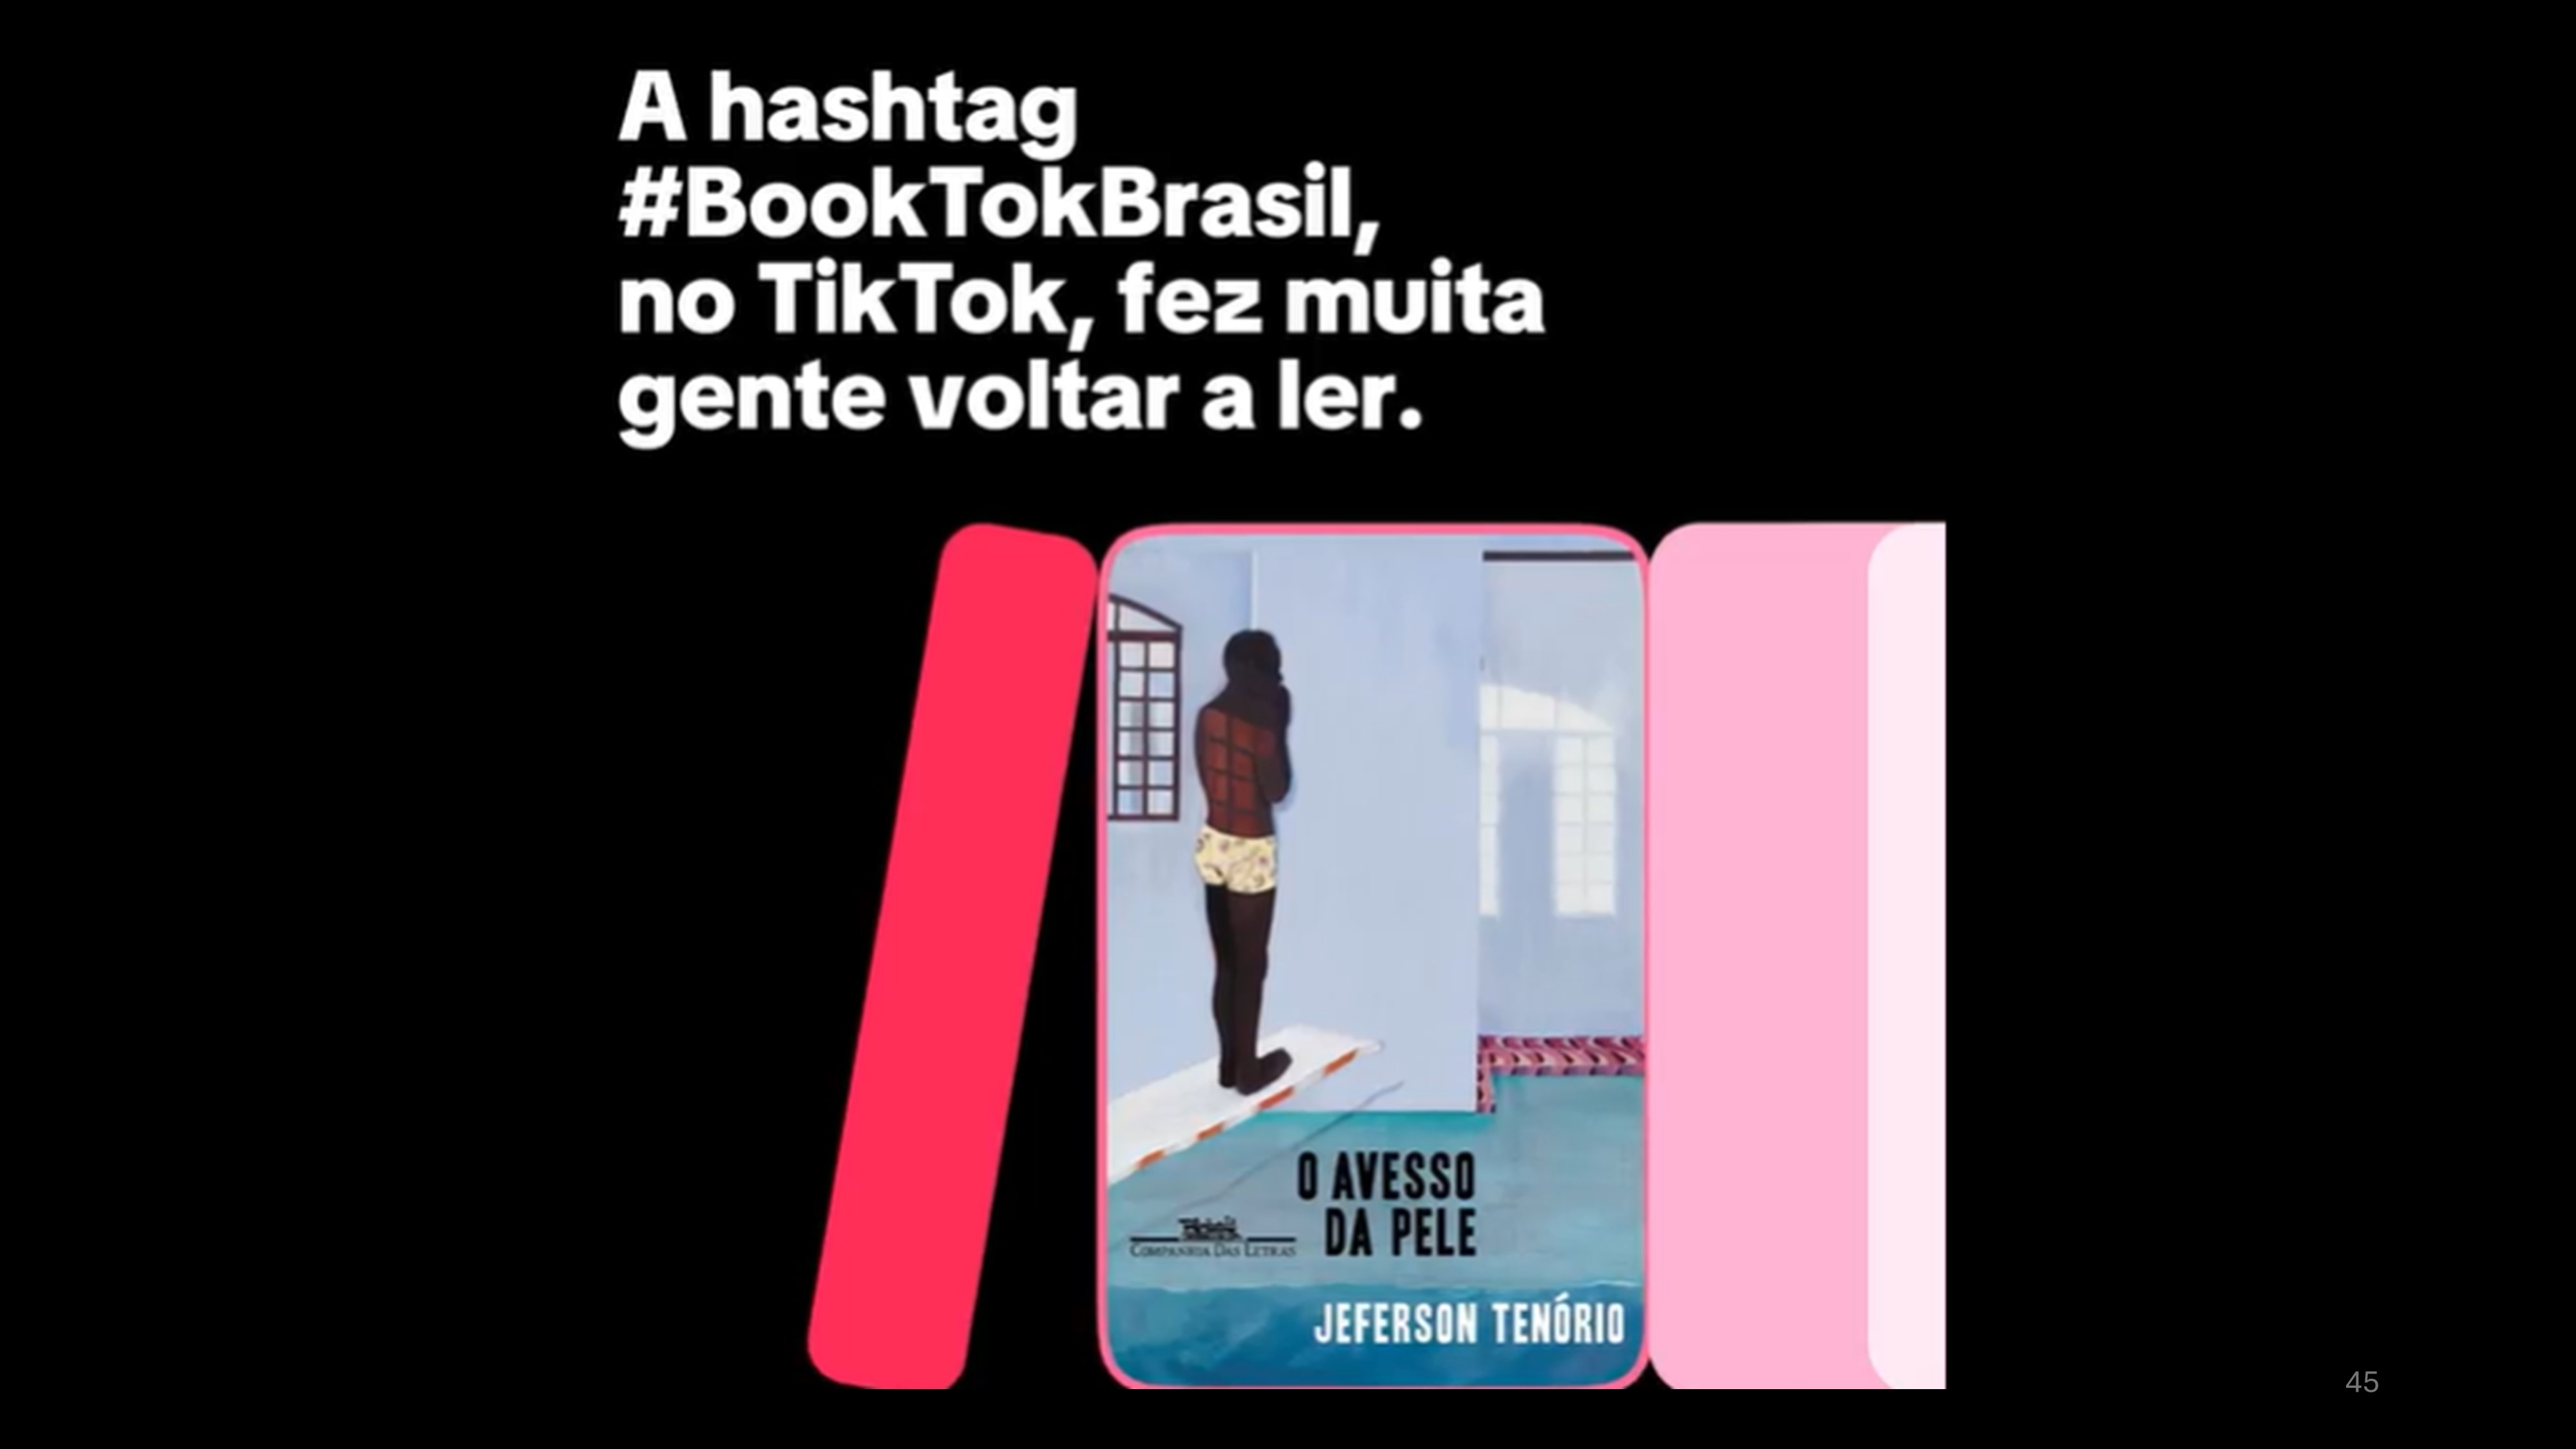 A hashtag
#BookTokBrasil,
no TikTok, fez muita
gente voltar a ler.
O AVESSO
DA PELE
COMPANHIA DAS LETRAS
JEFERSON TENÓRIO
45